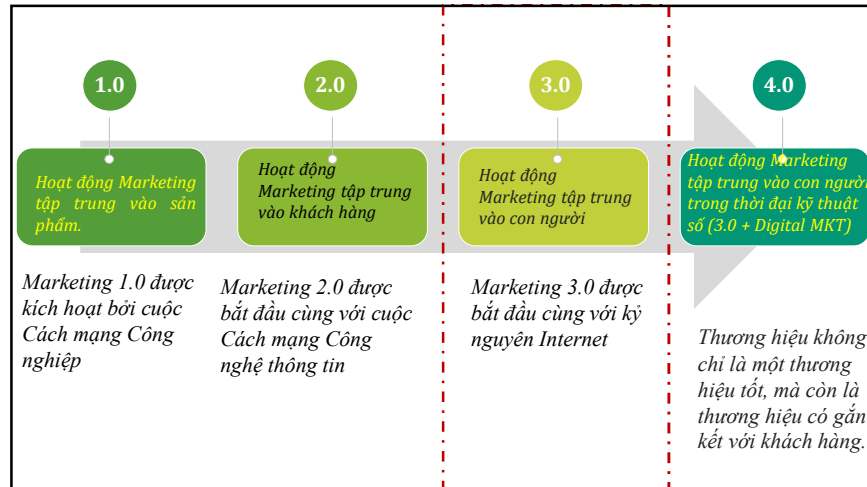 1.0
2.0
3.0
4.0
Hoạt động Marketing
tập trung vào sản
phẩm.
Hoạt động
Marketing tập trung
vào khách hàng
Hoạt động
Marketing tập trung
vào con người
Hoạt động Marketing
tập trung vào con người
trong thời đại kỹ thuật
số (3.0 + Digital MKT)
Marketing 1.0 được
kích hoạt bởi cuộc
Cách mạng Công
nghiệp
Marketing 2.0 được
bắt đầu cùng với cuộc
Cách mạng Công
nghệ thông tin
Marketing 3.0 được
bắt đầu cùng với kỷ
nguyên Internet
Thương hiệu không
chỉ là một thương
hiệu tốt, mà còn là
thương hiệu có gắn
kết với khách hàng.